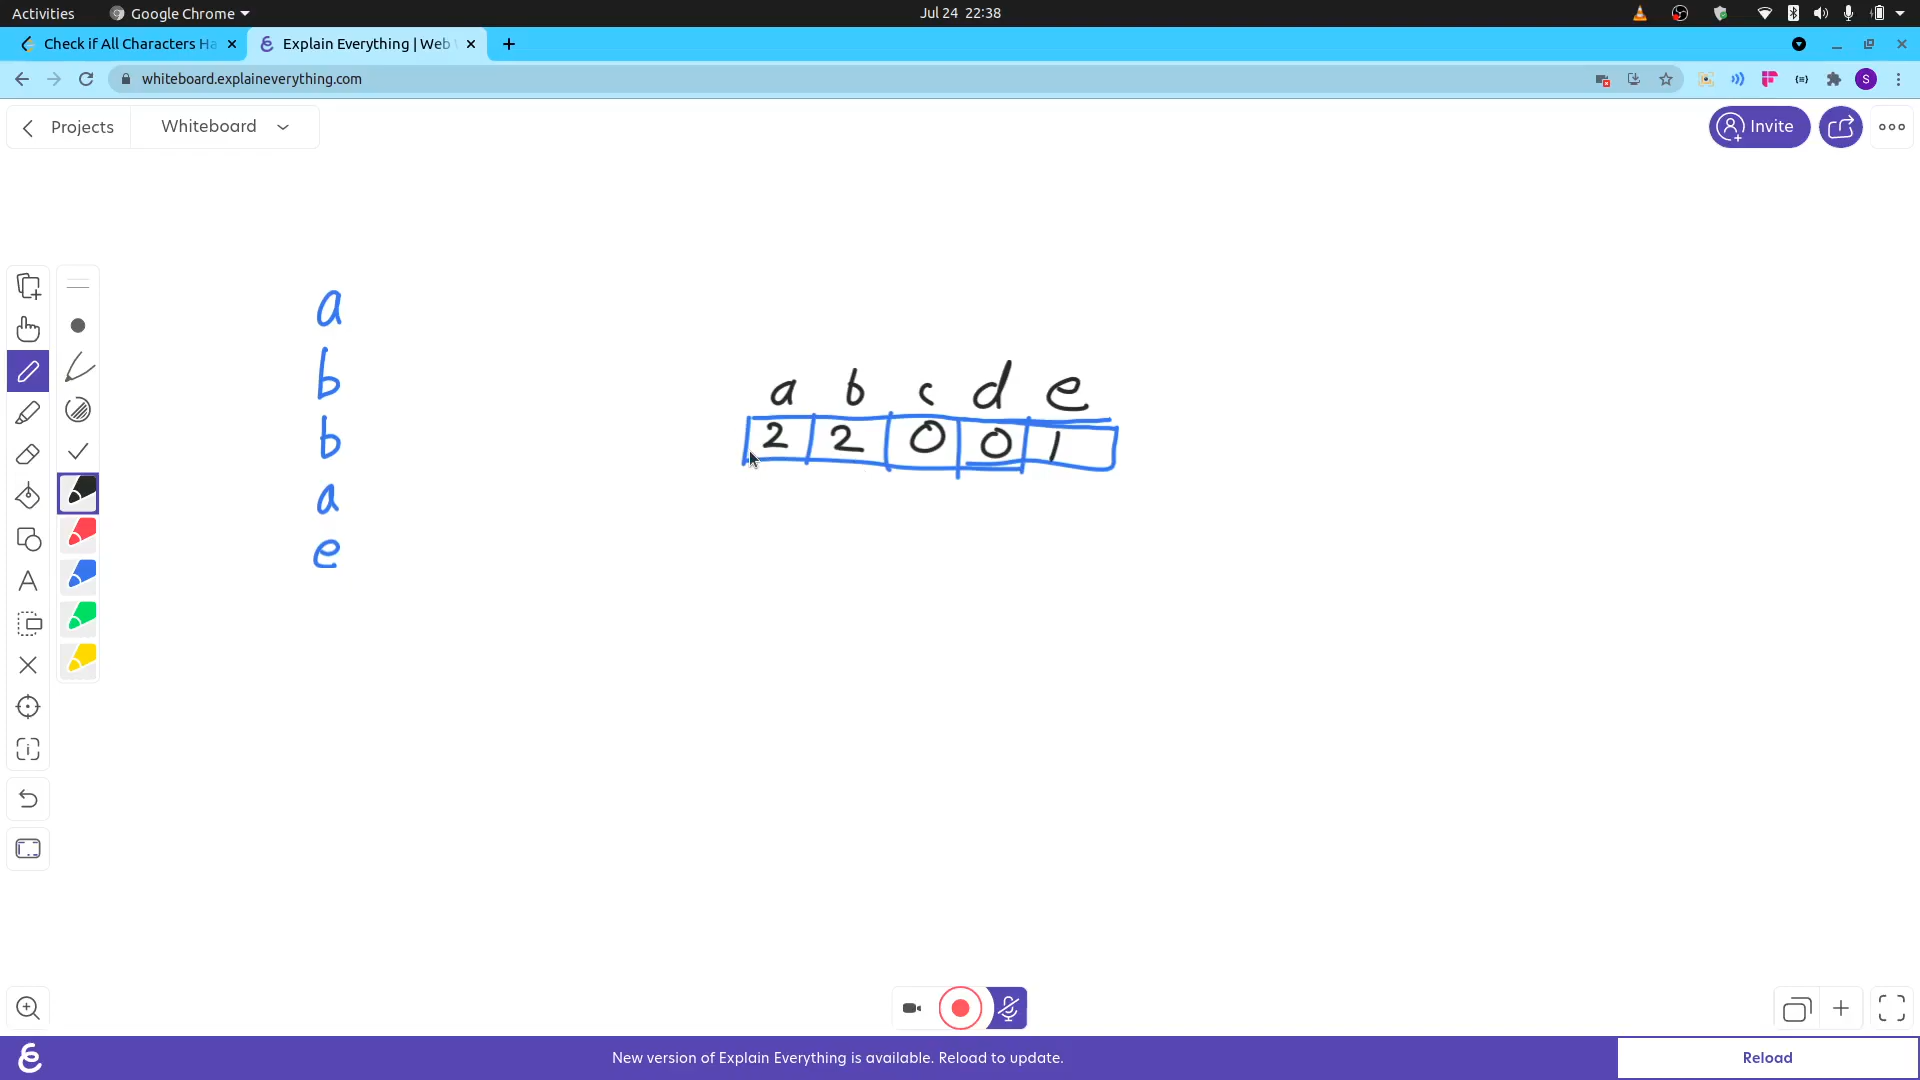 Activities
Google Chrome
Jul 24 22:38
Check if All Characters Ha
Explain Everything | Web
whiteboard.explaineverything.com
S
Projects
Whiteboard
Invite
a
b
b
a
e
a b c d e
2 2 0 0 1
A
New version of Explain Everything is available. Reload to update.
Reload